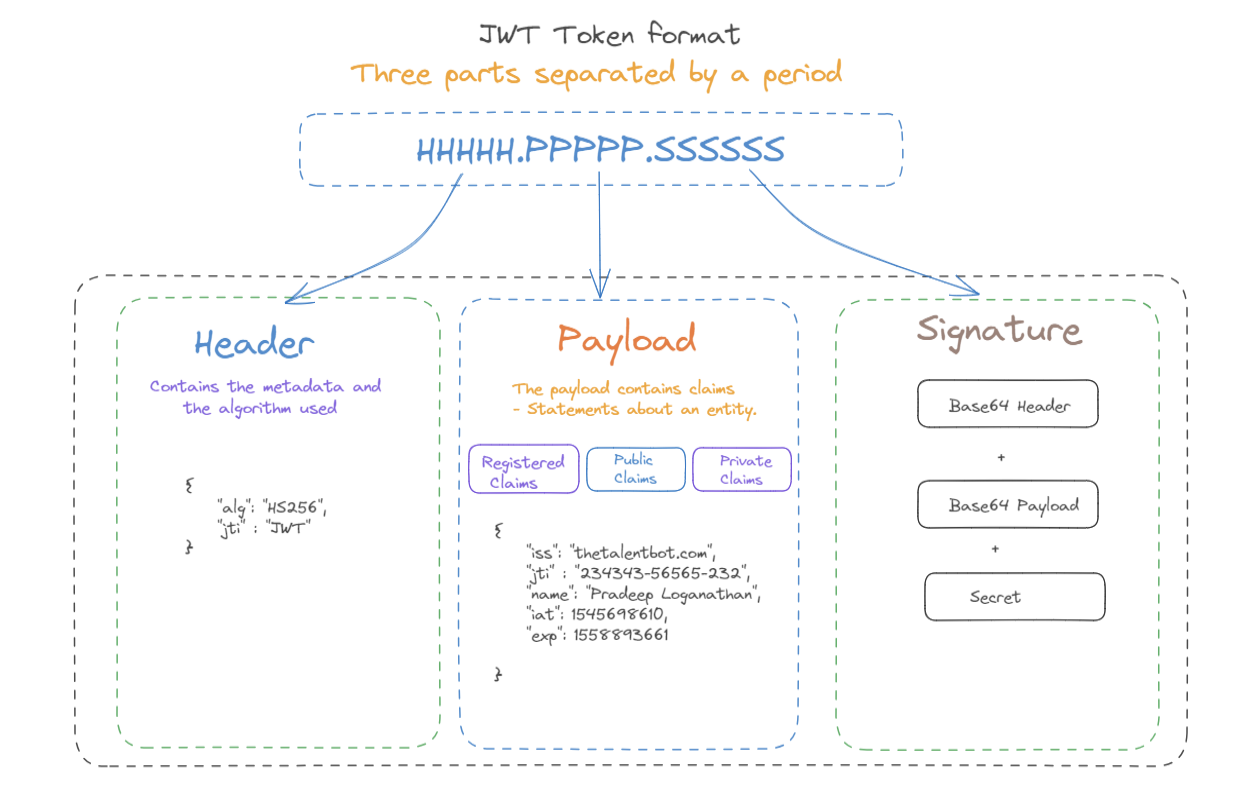 JWT Token format
Three parts separated by a period
HHHHH.PPPPP.SSSSSS
Header
Contains the metadata and
the algorithm used
{
"alg": "HS256",
"jti" : "JWT"
}
Payload
The payload contains claims
- Statements about an entity.
Registered
Claims
Public
Claims
Private
Claims
{
"iss": "thetalentbot.com",
"jti" : "234343-56565-232",
"name": "Pradeep Loganathan",
"iat": 1545698610,
"exp": 1558893661
}
Signature
Base64 Header
+
Base64 Payload
+
Secret